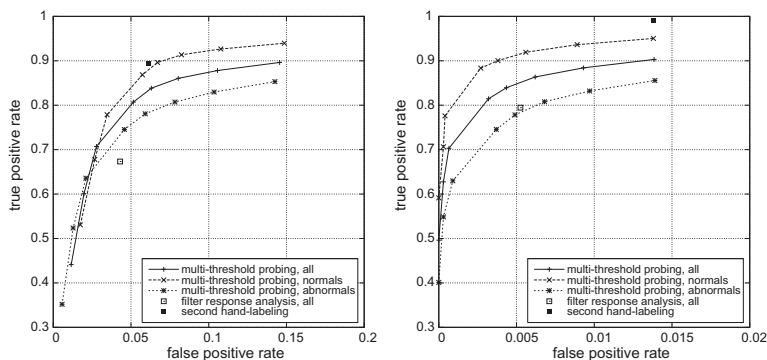 1
0.9
0.8
0.7
0.6
0.5
0.4
0.3
true positive rate
multi-threshold probing, all
multi-threshold probing, normals
multi-threshold probing, abnormals
filter response analysis, all
second hand-labeling
0 0.05 0.1 0.15 0.2
false positive rate
1
0.9
0.8
0.7
0.6
0.5
0.4
0.3
true positive rate
multi-threshold probing, all
multi-threshold probing, normals
multi-threshold probing, abnormals
filter response analysis, all
second hand-labeling
0 0.005 0.01 0.015 0.02
false positive rate